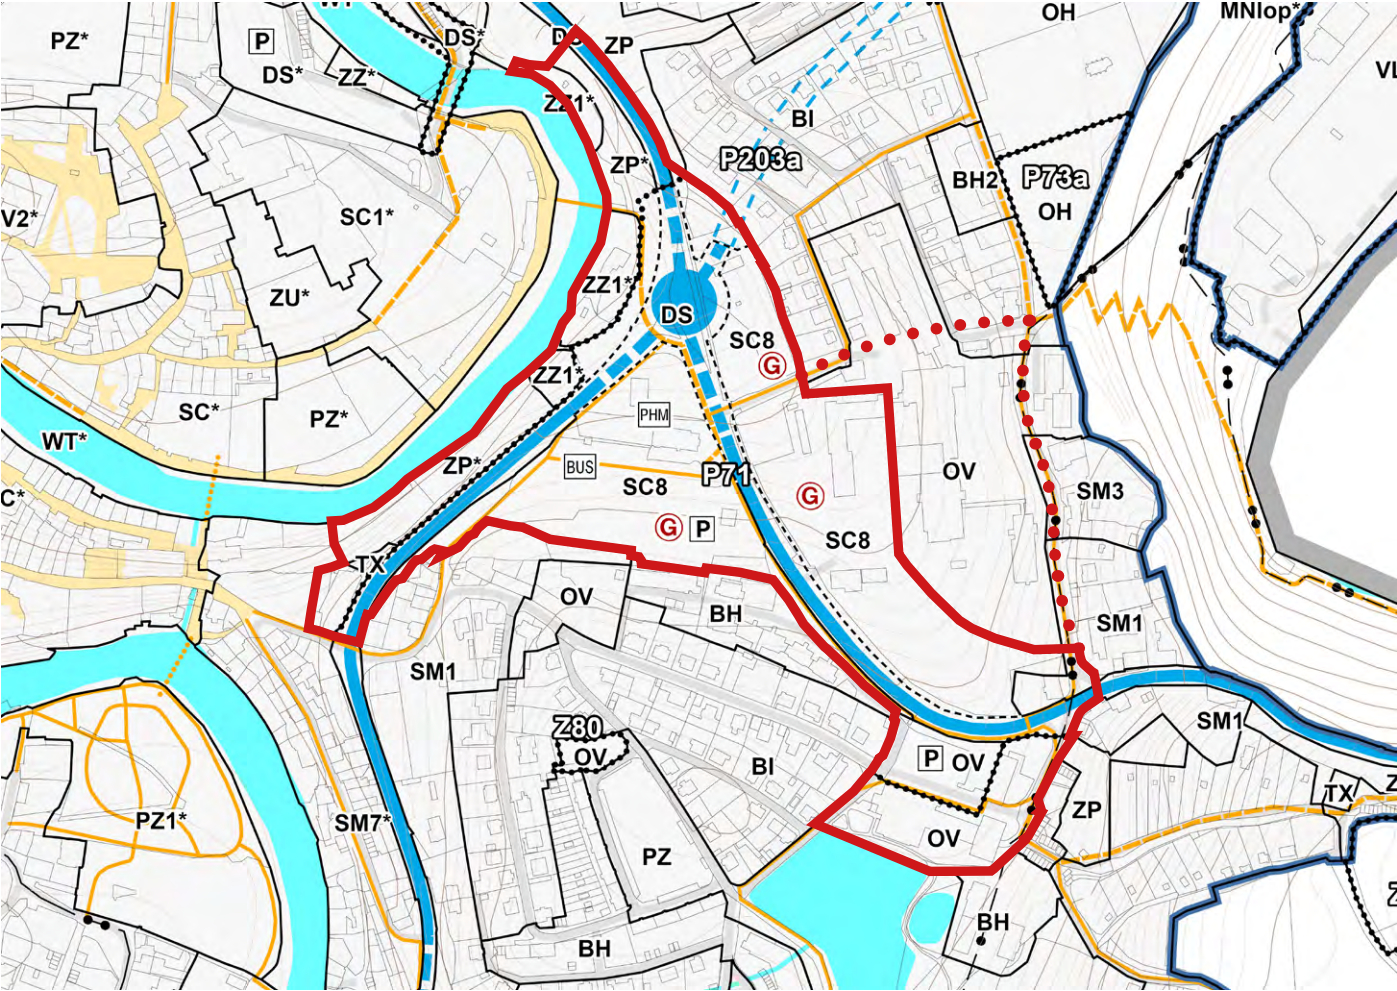 WT*
DS*
DS
ZP
OH
MNlop*
PZ*
P
DS*
ZZ*
VL
ZZ1*
BI
ZP*
P203a
BH2
P73a
OH
V2*
SC1*
ZU*
ZZ1*
DS
SC8
G
ZZ1*
SC*
PZ*
PHM
WT*
ZP*
BUS
P71
OV
SC8
G
SM3
C*
G
P
SC8
TX
OV
BH
SM1
SM1
Z80
OV
SM1
P
OV
BI
TX
Z
PZ1*
SM7*
ZP
OV
PZ
Z
BH
BH